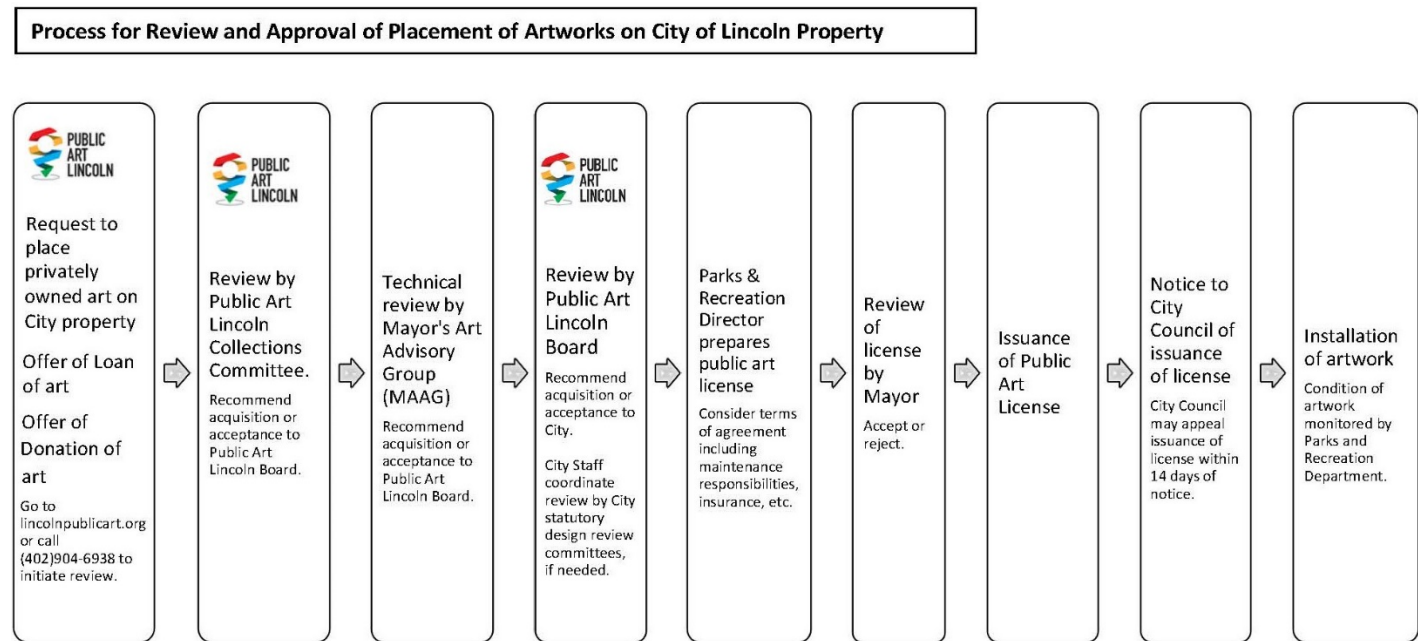 Process for Review and Approval of Placement of Artworks on City of Lincoln Property
PUBLIC
ART
LINCOLN
Request to
place
privately
owned art on
City property
Offer of Loan
of art
Offer of
Donation of
art
Go to
lincolnpublicart.org
or call
(402)904-6938 to
initiate review.
PUBLIC
ART
LINCOLN
Review by
Public Art
Lincoln
Collections
Committee.
Recommend
acquisition or
acceptance to
Public Art
Lincoln Board.
Technical
review by
Mayor's Art
Advisory
Group
(MAAG)
Recommend
acquisition or
acceptance to
Public Art
Lincoln Board.
PUBLIC
ART
LINCOLN
Review by
Public Art
Lincoln
Board
Recommend
acquisition or
acceptance to
City.
City Staff
coordinate
review by City
statutory
design review
committees,
if needed.
Parks &
Recreation
Director
prepares
public art
license
Consider terms
of agreement
including
maintenance
responsibilities,
insurance, etc.
Review
of
license
by
Mayor
Accept or
reject.
Issuance
of Public
Art
License
Notice to
City
Council of
issuance
of license
City Council
may appeal
issuance of
license within
14 days of
notice.
Installation
of artwork
Condition of
artwork
monitored by
Parks and
Recreation
Department.